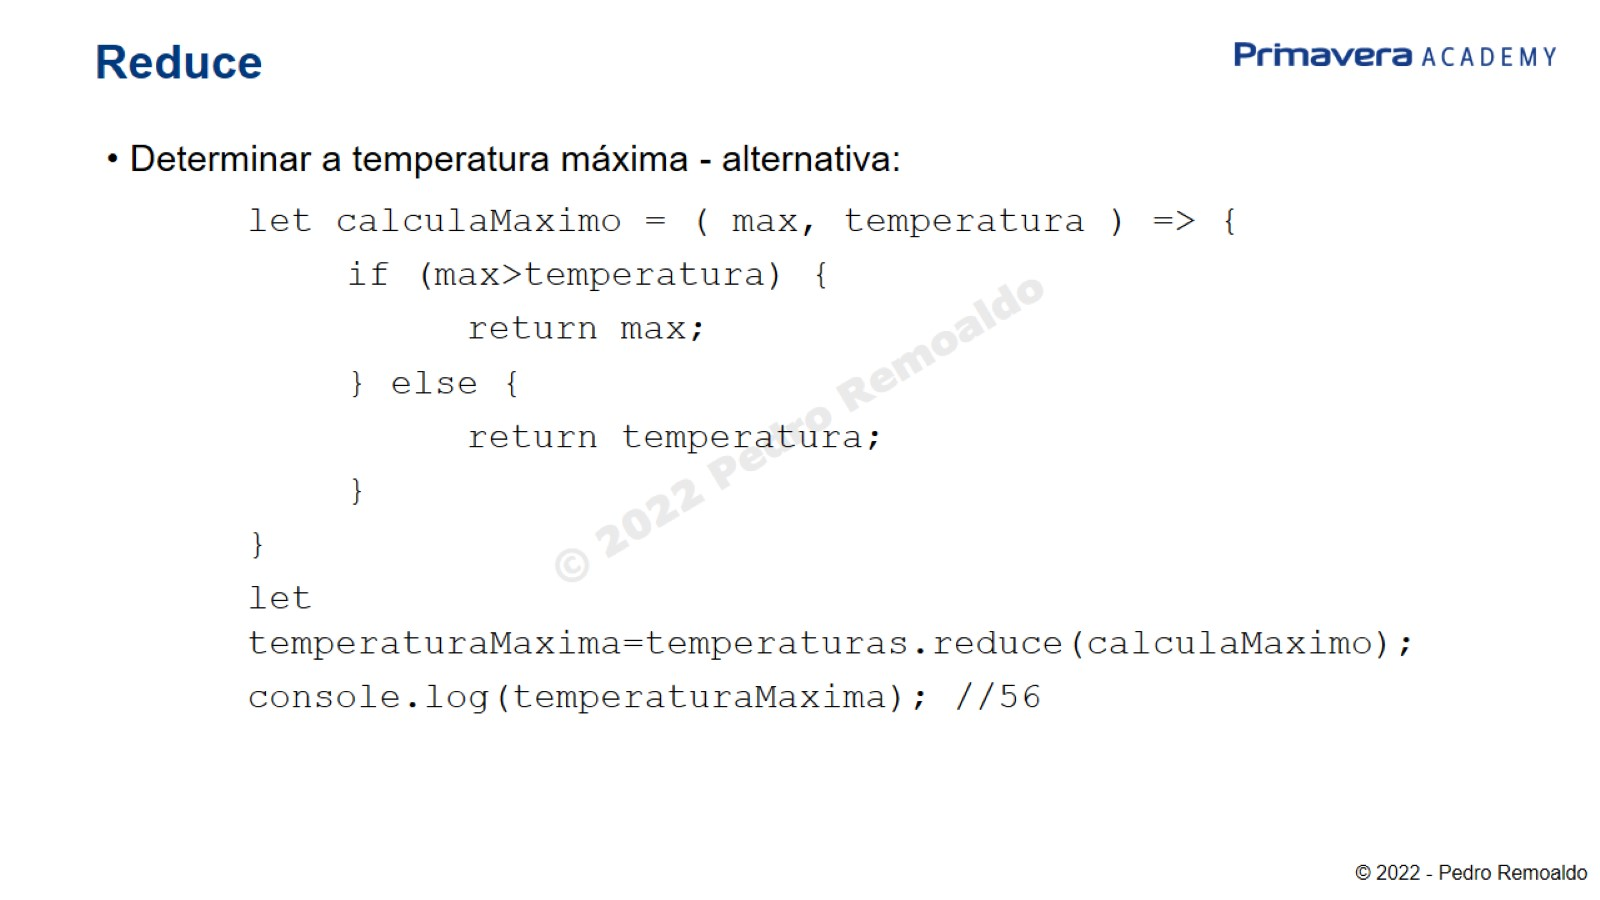 Reduce
Primavera ACADEMY
• Determinar a temperatura máxima - alternativa:
let calculaMaximo = ( max, temperatura ) => {
if (max>temperatura) {
return max;
} else {
return temperatura;
}
}
let
temperaturaMaxima=temperaturas.reduce(calculaMaximo);
console.log(temperaturaMaxima); //56
© 2022 Pedro Remoaldo
© 2022 - Pedro Remoaldo